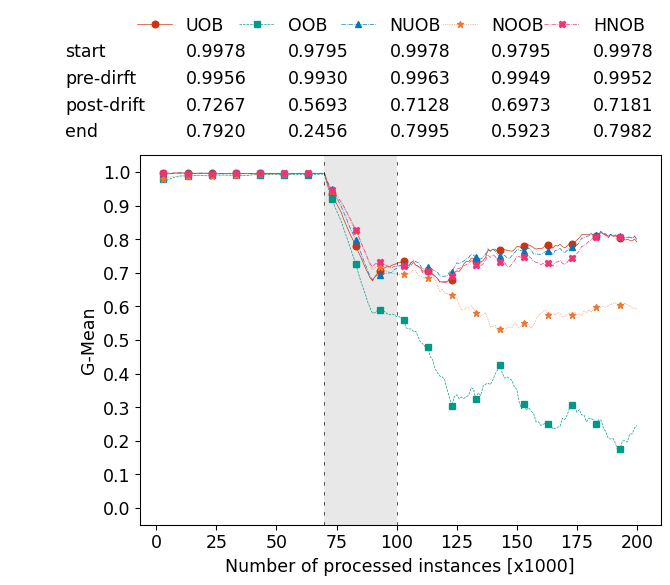 UOB OOB NUOB NOOB HNOB
start 0.9978 0.9795 0.9978 0.9795 0.9978
pre-dirft 0.9956 0.9930 0.9963 0.9949 0.9952
post-drift 0.7267 0.5693 0.7128 0.6973 0.7181
end 0.7920 0.2456 0.7995 0.5923 0.7982
1.0
0.9
0.8
0.7
0.6
0.5
0.4
0.3
0.2
0.1
0.0
G-Mean
0 25 50 75 100 125 150 175 200
Number of processed instances [x1000]